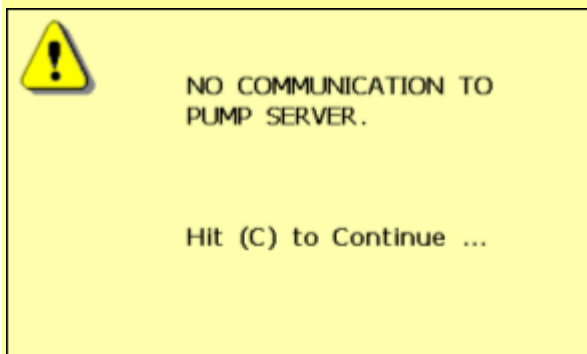 NO COMMUNICATION TO
PUMP SERVER.
Hit (C) to Continue ...